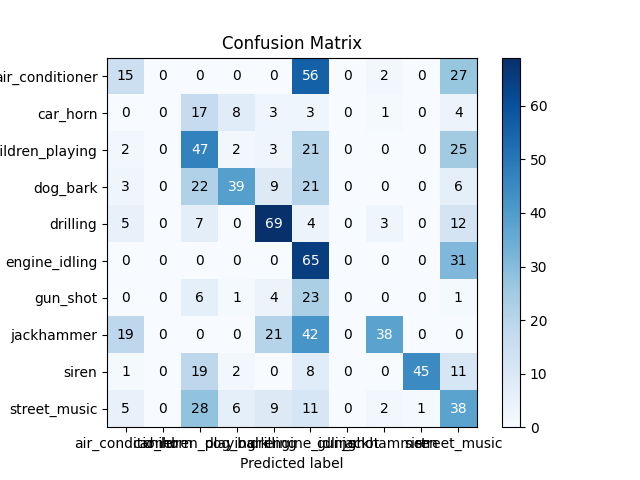 Confusion Matrix
air_conditioner 15 0 0 0 0 56 0 2 0 27
car_horn 0 0 17 8 3 3 0 1 0 4
ildren_playing 2 0 47 2 3 21 0 0 0 25
dog_bark 3 0 22 39 9 21 0 0 0 6
drilling 5 0 7 0 69 4 0 3 0 12
engine_idling 0 0 0 0 0 65 0 0 0 31
gun_shot 0 0 6 1 4 23 0 0 0 1
jackhammer 19 0 0 0 21 42 0 38 0 0
siren 1 0 19 2 0 8 0 0 45 11
street_music 5 0 28 6 9 11 0 2 1 38
street_music
Predicted label
60
50
40
30
20
10
0